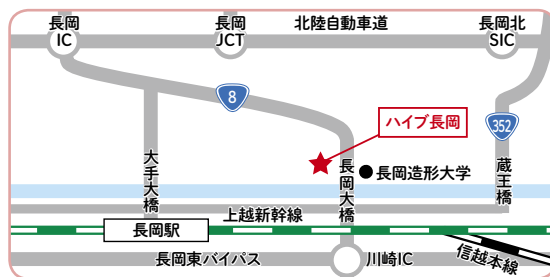 長岡
IC
長岡
JCT
北陸自動車道
長岡北
SIC
8
ハイブ長岡
352
大手大橋
長岡大橋
長岡造形大学
蔵王橋
上越新幹線
長岡駅
長岡東バイパス
川崎IC
信越本線